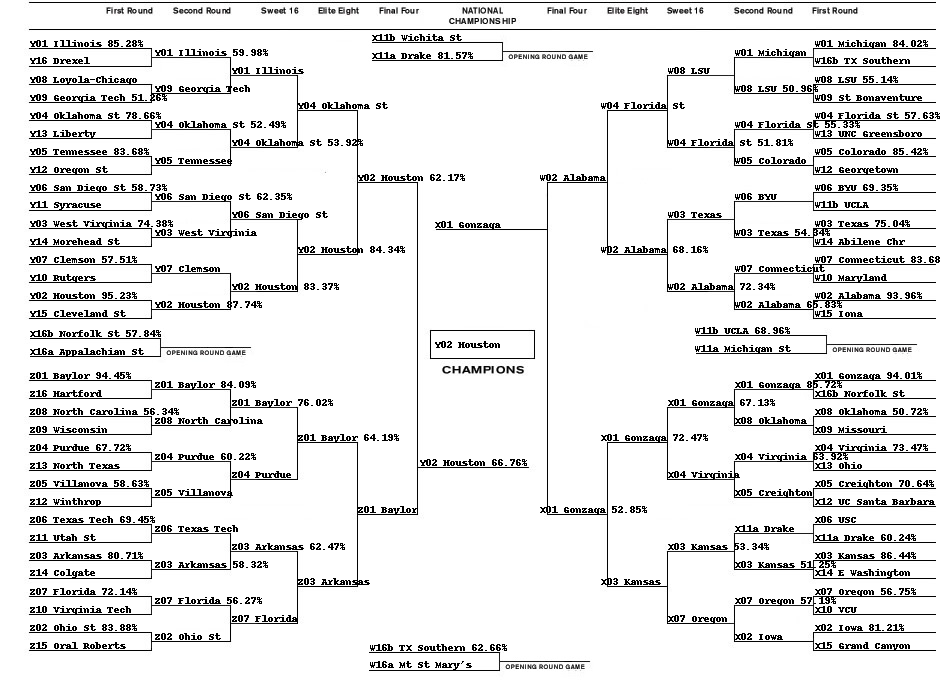 First Round Second Round Sweet 16 Elite Eight Final Four NATIONAL CHAMPIONSHIP Final Four Elite Eight Sweet 16 Second Round First Round
X11b Wichita St
X11a Drake 81.57%
OPENING ROUND GAME
Y01 Illinois 85.28%
Y16 Drexel
Y08 Loyola-Chicago
Y09 Georgia Tech 51.26%
Y04 Oklahoma St 78.66%
Y13 Liberty
Y05 Tennessee 83.68%
Y12 Oregon St
Y06 San Diego St 58.73%
Y11 Syracuse
Y03 West Virginia 74.38%
Y14 Morehead St
Y07 Clemson 57.51%
Y10 Rutgers
Y02 Houston 95.23%
Y15 Cleveland St
Y01 Illinois 59.98%
Y09 Georgia Tech
Y04 Oklahoma St 52.49%
Y05 Tennessee
Y06 San Diego St 62.35%
Y03 West Virginia
Y07 Clemson
Y02 Houston 87.74%
Y01 Illinois
Y04 Oklahoma St 53.92%
Y06 San Diego St
Y02 Houston 83.37%
Y04 Oklahoma St
Y02 Houston 84.34%
Y02 Houston 62.17%
X16b Norfolk St 57.84%
X16a Appalachian St
OPENING ROUND GAME
Z01 Baylor 94.45%
Z16 Hartford
Z08 North Carolina 56.34%
Z09 Wisconsin
Z04 Purdue 67.72%
Z13 North Texas
Z05 Villanova 58.63%
Z12 Winthrop
Z06 Texas Tech 69.45%
Z11 Utah St
Z03 Arkansas 80.71%
Z14 Colgate
Z07 Florida 72.14%
Z10 Virginia Tech
Z02 Ohio St 83.88%
Z15 Oral Roberts
Z01 Baylor 84.09%
Z08 North Carolina
Z04 Purdue 60.22%
Z05 Villanova
Z06 Texas Tech
Z03 Arkansas 58.32%
Z07 Florida 56.27%
Z02 Ohio St
Z01 Baylor 76.02%
Z04 Purdue
Z03 Arkansas 62.47%
Z07 Florida
Z01 Baylor 64.19%
Z03 Arkansas
Z01 Baylor
X01 Gonzaga
Y02 Houston
CHAMPIONS
Y02 Houston 66.76%
W02 Alabama
X01 Gonzaga 52.85%
W04 Florida St
W02 Alabama 68.16%
W08 LSU
W04 Florida St 51.81%
W03 Texas
W02 Alabama 72.34%
W01 Michigan
W08 LSU 50.96%
W04 Florida St 55.33%
W05 Colorado
W06 BYU
W03 Texas 54.34%
W07 Connecticut
W02 Alabama 65.83%
W01 Michigan 84.02%
W16b TX Southern
W08 LSU 55.14%
W09 St Bonaventure
W04 Florida St 57.63%
W13 UNC Greensboro
W05 Colorado 85.42%
W12 Georgetown
W06 BYU 69.35%
W11b UCLA
W03 Texas 75.04%
W14 Abilene Chr
W07 Connecticut 83.68
W10 Maryland
W02 Alabama 93.96%
W15 Iona
W11b UCLA 68.96%
W11a Michigan St
OPENING ROUND GAME
X01 Gonzaga 72.47%
X03 Kansas
X01 Gonzaga 67.13%
X04 Virginia
X03 Kansas 53.34%
X07 Oregon
X01 Gonzaga 85.72%
X08 Oklahoma
X04 Virginia 63.92%
X05 Creighton
X11a Drake
X03 Kansas 51.25%
X07 Oregon 57.19%
X02 Iowa
X01 Gonzaga 94.01%
X16b Norfolk St
X08 Oklahoma 50.72%
X09 Missouri
X04 Virginia 73.47%
X13 Ohio
X05 Creighton 70.64%
X12 UC Santa Barbara
X06 USC
X11a Drake 60.24%
X03 Kansas 86.44%
X14 E Washington
X07 Oregon 56.75%
X10 VCU
X02 Iowa 81.21%
X15 Grand Canyon
W16b TX Southern 62.66%
W16a Mt St Mary's
OPENING ROUND GAME